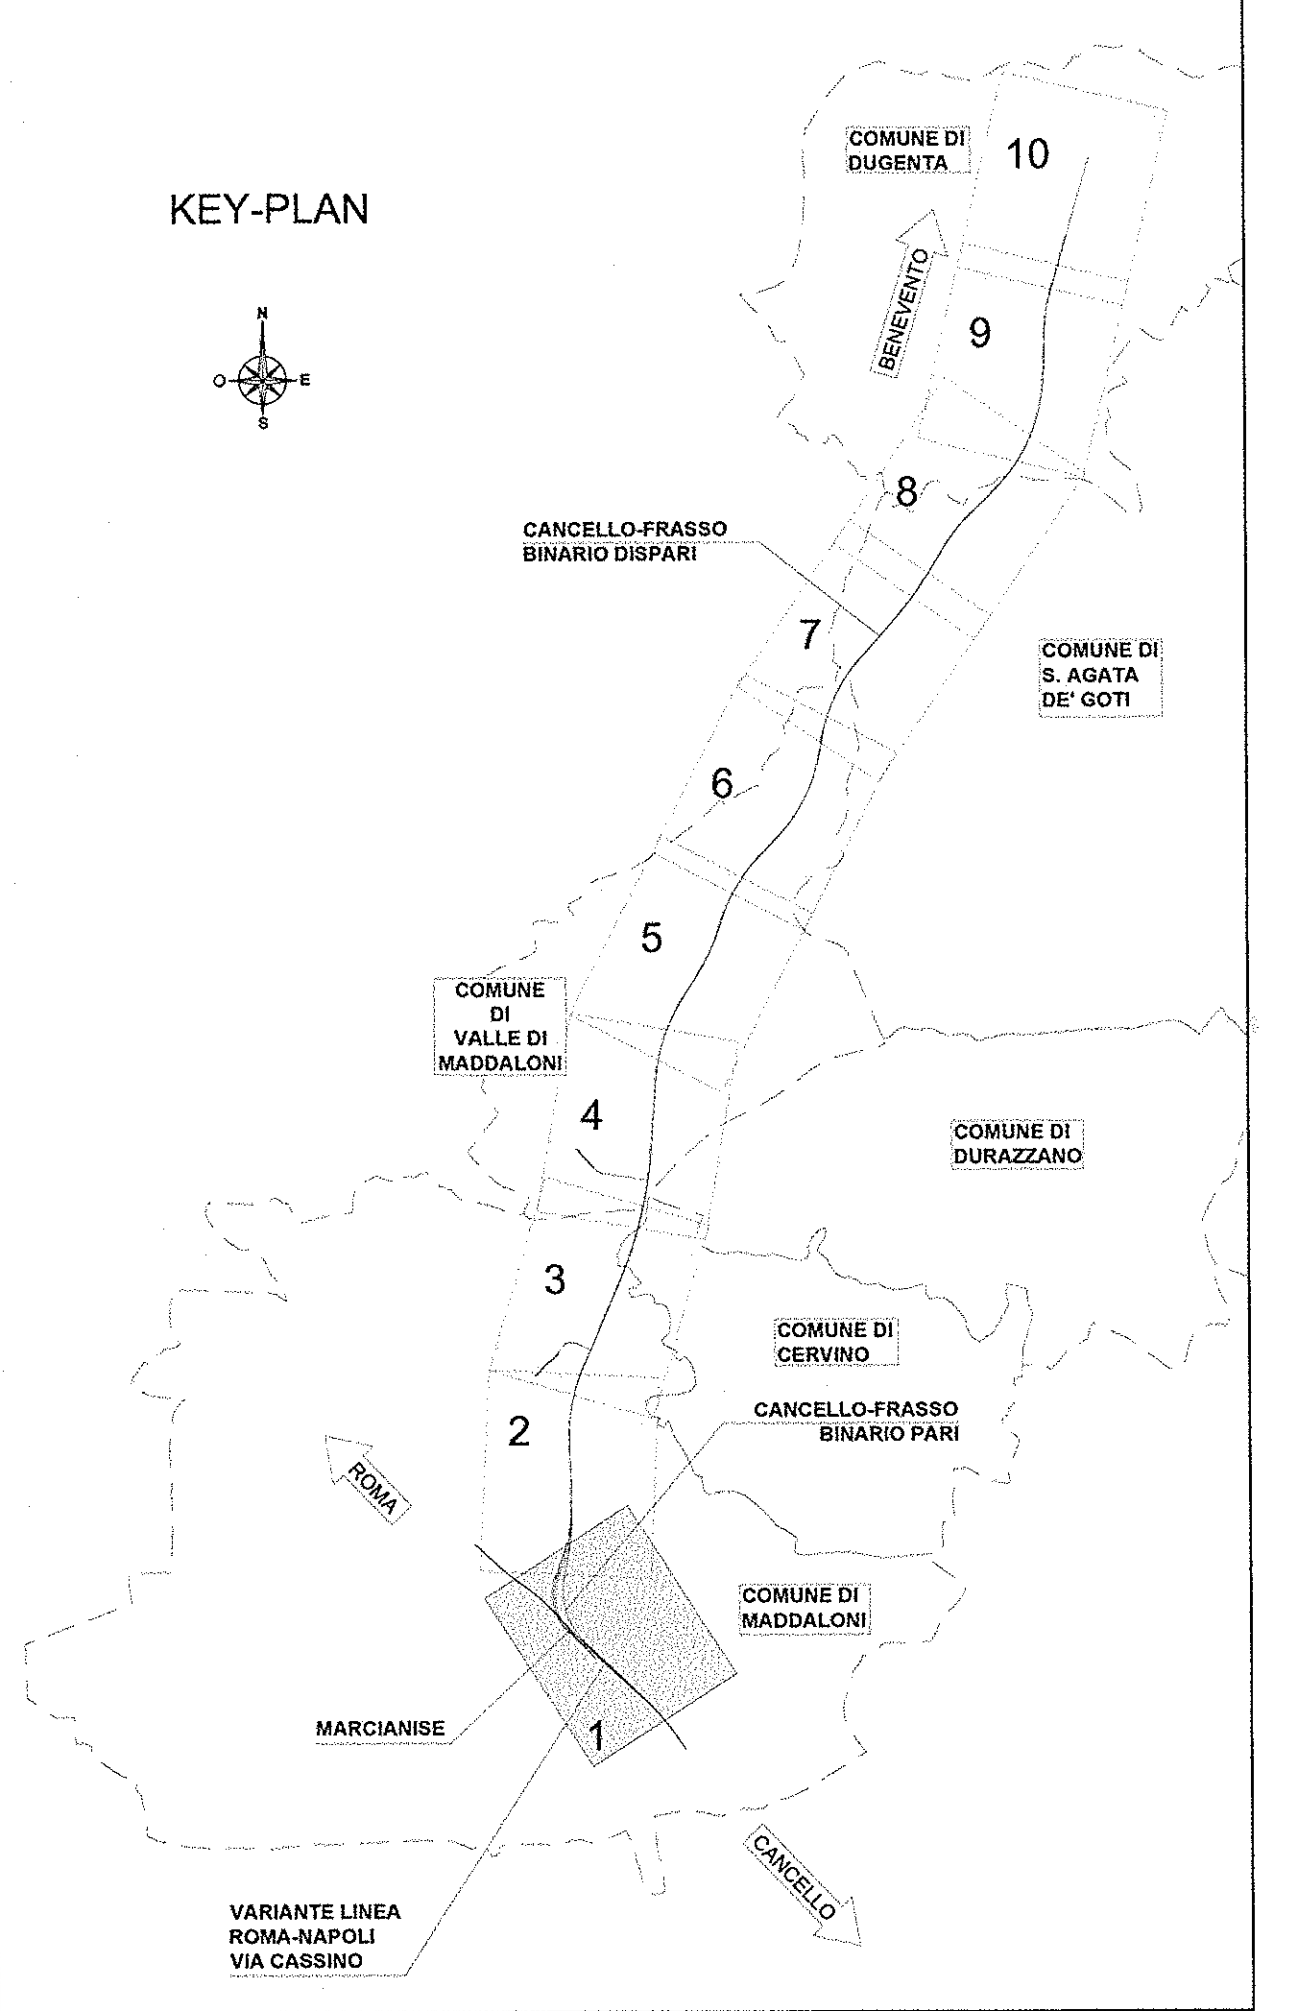 COMUNE DI
DUGENTA
10
KEY-PLAN
BENEVENTO
N
O
E
S
9
8
CANCELLO-FRASSO
BINARIO DISPARI
7
COMUNE DI
S. AGATA
DE' GOTI
6
5
COMUNE
DI
VALLE DI
MADDALONI
4
COMUNE DI
DURAZZANO
3
COMUNE DI
CERVINO
2
CANCELLO-FRASSO
BINARIO PARI
ROMA
COMUNE DI
MADDALONI
MARCIANISE
1
CANCELLO
VARIANTE LINEA
ROMA-NAPOLI
VIA CASSINO